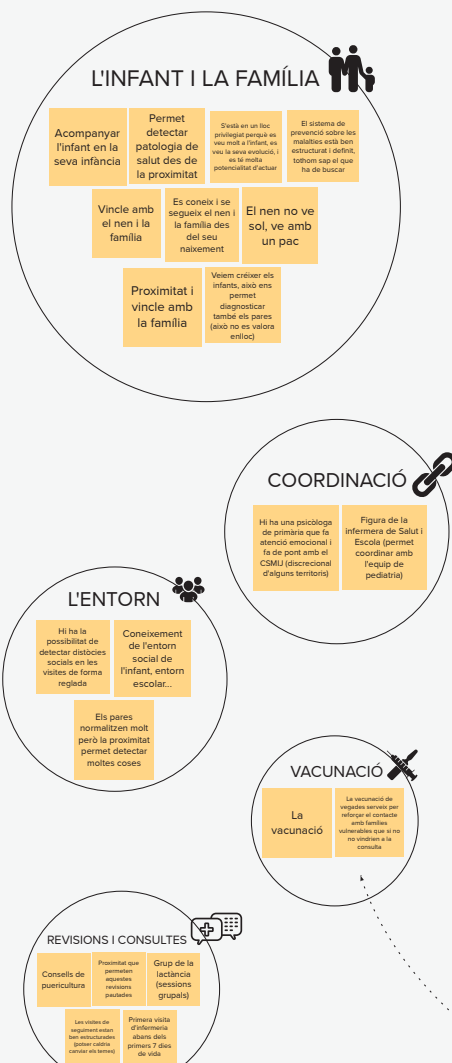 L'INFANT I LA FAMÍLIA
Acompanyar
l'infant en la
seva infància
Permet
detectar
patologia de
salut des de
la proximitat
S'està en un lloc
privilegiat perquè es
veu molt a l'infant, es
veu la seva evolució, i
es té molta
potencialitat d'actuar
El sistema de
prevenció sobre les
malalties està ben
estructurat i definit,
tothom sap el que
ha de buscar
Vincle amb
el nen i la
família
Es coneix i se
segueix el nen i
la família des
del seu
naixement
El nen no ve
sol, ve amb
un pac
Proximitat i
vincle amb
la família
Veiem créixer els
infants, això ens
permet
diagnosticar
també els pares
(això no es valora
enlloc)
COORDINACIÓ
Hi ha una psicòloga
de primària que fa
atenció emocional i
fa de pont amb el
CSMIJ (discrecional
d'alguns territoris)
Figura de la
infermera de Salut i
Escola (permet
coordinar amb
l'equip de
pediatria)
L'ENTORN
Hi ha la
possibilitat de
detectar distòcies
socials en les
visites de forma
reglada
Coneixement
de l'entorn
social de
l'infant, entorn
escolar...
Els pares
normalitzen molt
però la proximitat
permet detectar
moltes coses
VACUNACIÓ
La
vacunació
La vacunació de
vegades serveix per
reforçar el contacte
amb famílies
vulnerables que si no
no vindrien a la
consulta
REVISIONS I CONSULTES
Consells de
puericultura
Proximitat que
permeten
aquestes
revisions
pautades
Grup de la
lactància
(sessions
grupals)
Les visites de
seguiment estan
ben estructurades
(potser caldria
canviar els temes)
Primera visita
d'infermeria
abans dels
primers 7 dies
de vida